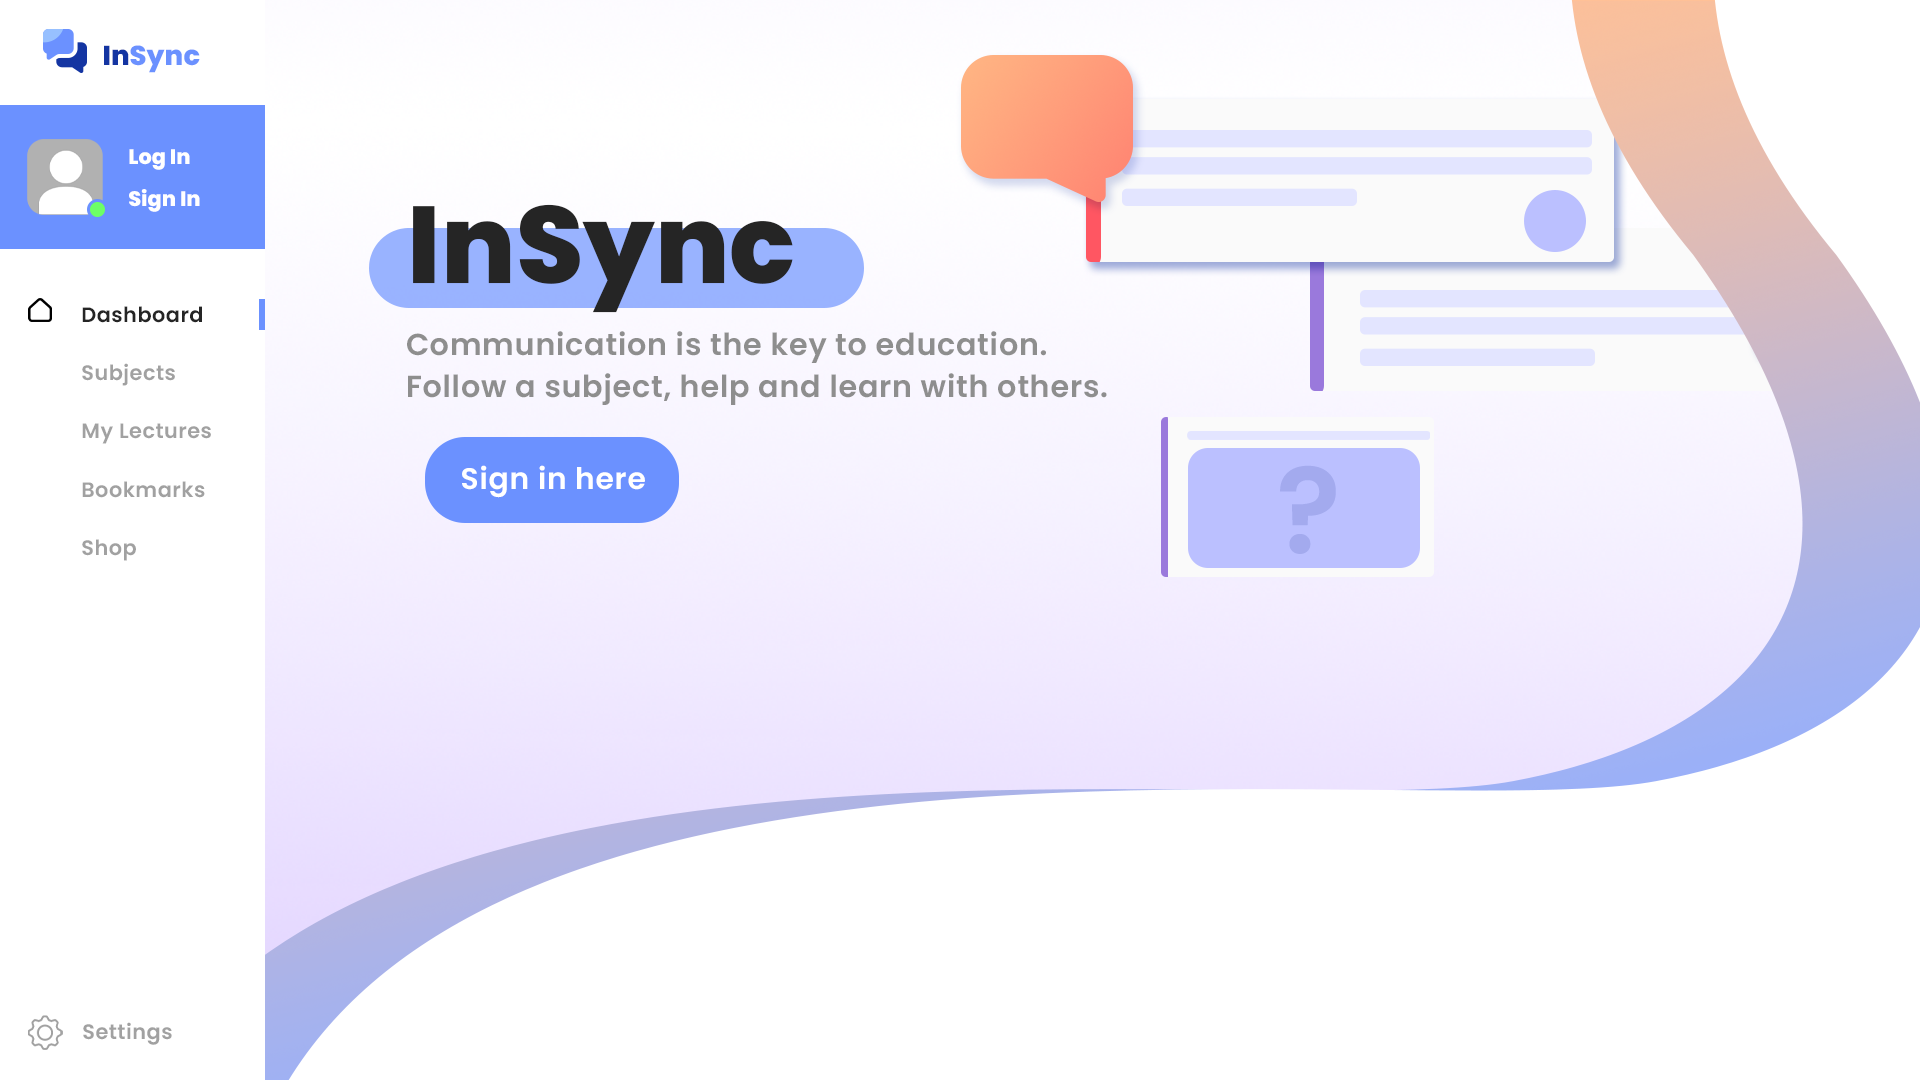 InSync
Log In
Sign In
Dashboard
Subjects
My Lectures
Bookmarks
Shop
Settings
InSync
Communication is the key to education.
Follow a subject, help and learn with others.
Sign in here
?